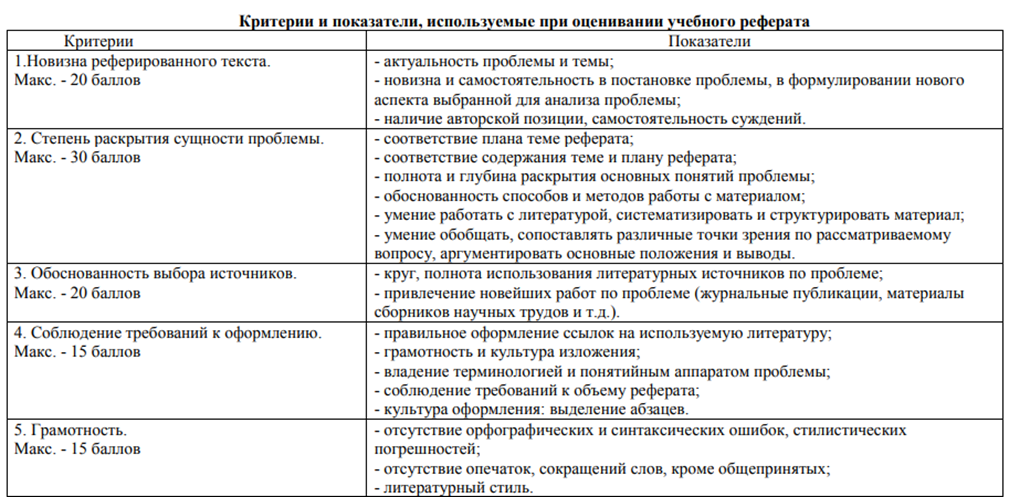 Критерии и показатели, используемые при оценивании учебного реферата
Критерии
Показатели
1.Новизна реферированного текста.
Макс. - 20 баллов
- актуальность проблемы и темы;
- новизна и самостоятельность в постановке проблемы, в формулировании нового
аспекта выбранной для анализа проблемы;
- наличие авторской позиции, самостоятельность суждений.
2. Степень раскрытия сущности проблемы.
Макс. - 30 баллов
- соответствие плана теме реферата;
- соответствие содержания теме и плану реферата;
- полнота и глубина раскрытия основных понятий проблемы;
- обоснованность способов и методов работы с материалом;
- умение работать с литературой, систематизировать и структурировать материал;
- умение обобщать, сопоставлять различные точки зрения по рассматриваемому
вопросу, аргументировать основные положения и выводы.
3. Обоснованность выбора источников.
Макс. - 20 баллов
- круг, полнота использования литературных источников по проблеме;
- привлечение новейших работ по проблеме (журнальные публикации, материалы
сборников научных трудов и т.д.).
4. Соблюдение требований к оформлению.
Макс. - 15 баллов
- правильное оформление ссылок на используемую литературу;
- грамотность и культура изложения;
- владение терминологией и понятийным аппаратом проблемы;
- соблюдение требований к объему реферата;
- культура оформления: выделение абзацев.
5. Грамотность.
Макс. - 15 баллов
- отсутствие орфографических и синтаксических ошибок, стилистических
погрешностей;
- отсутствие опечаток, сокращений слов, кроме общепринятых;
- литературный стиль.